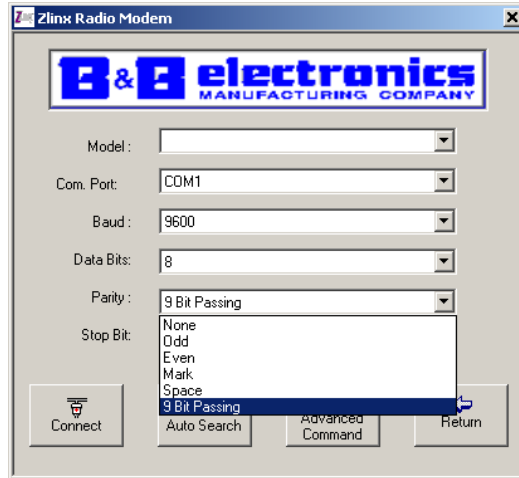 Zlinx Radio Modem
B&B electronics
MANUFACTURING COMPANY
Model :
Com. Port: COM1
Baud : 9600
Data Bits: 8
Parity : 9 Bit Passing
Stop Bit:
None
Odd
Even
Mark
Space
9 Bit Passing
Connect
Auto Search
Advanced
Command
Return